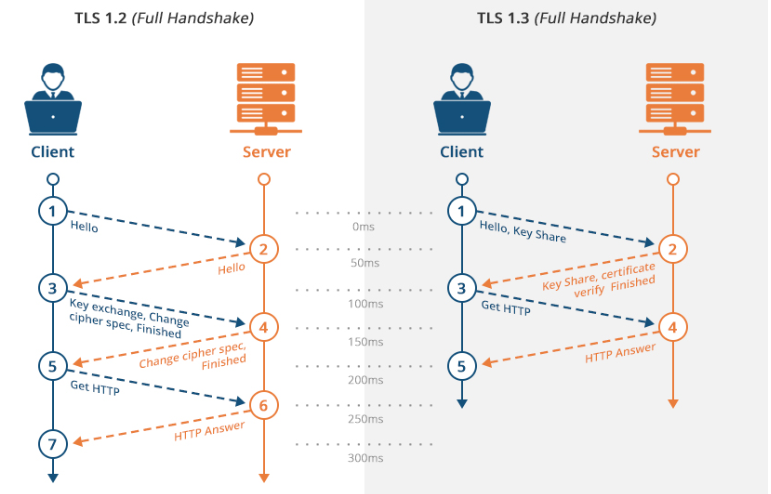 TLS 1.2 (Full Handshake)
Client
Server
1
Hello
2
Hello
3
Key exchange, Change
cipher spec, Finished
4
Change cipher spec,
Finished
5
Get HTTP
6
HTTP Answer
7
0ms
50ms
100ms
150ms
200ms
250ms
300ms
TLS 1.3 (Full Handshake)
Client
Server
1
Hello, Key Share
2
Key Share, certificate
verify Finished
3
Get HTTP
4
HTTP Answer
5